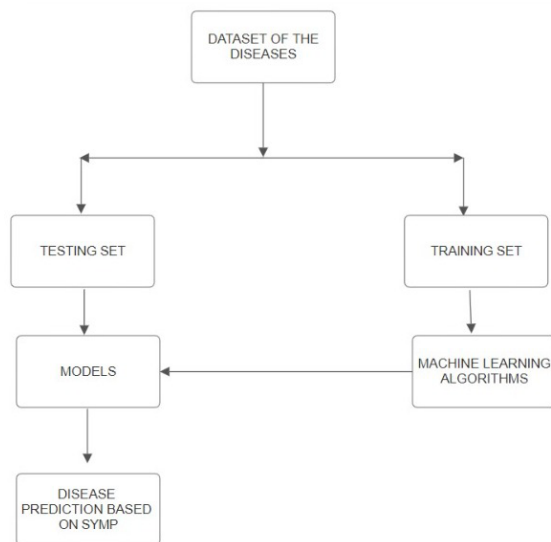 DATASET OF THE
DISEASES
TESTING SET
TRAINING SET
MODELS
MACHINE LEARNING
ALGORITHMS
DISEASE
PREDICTION BASED
ON SYMP